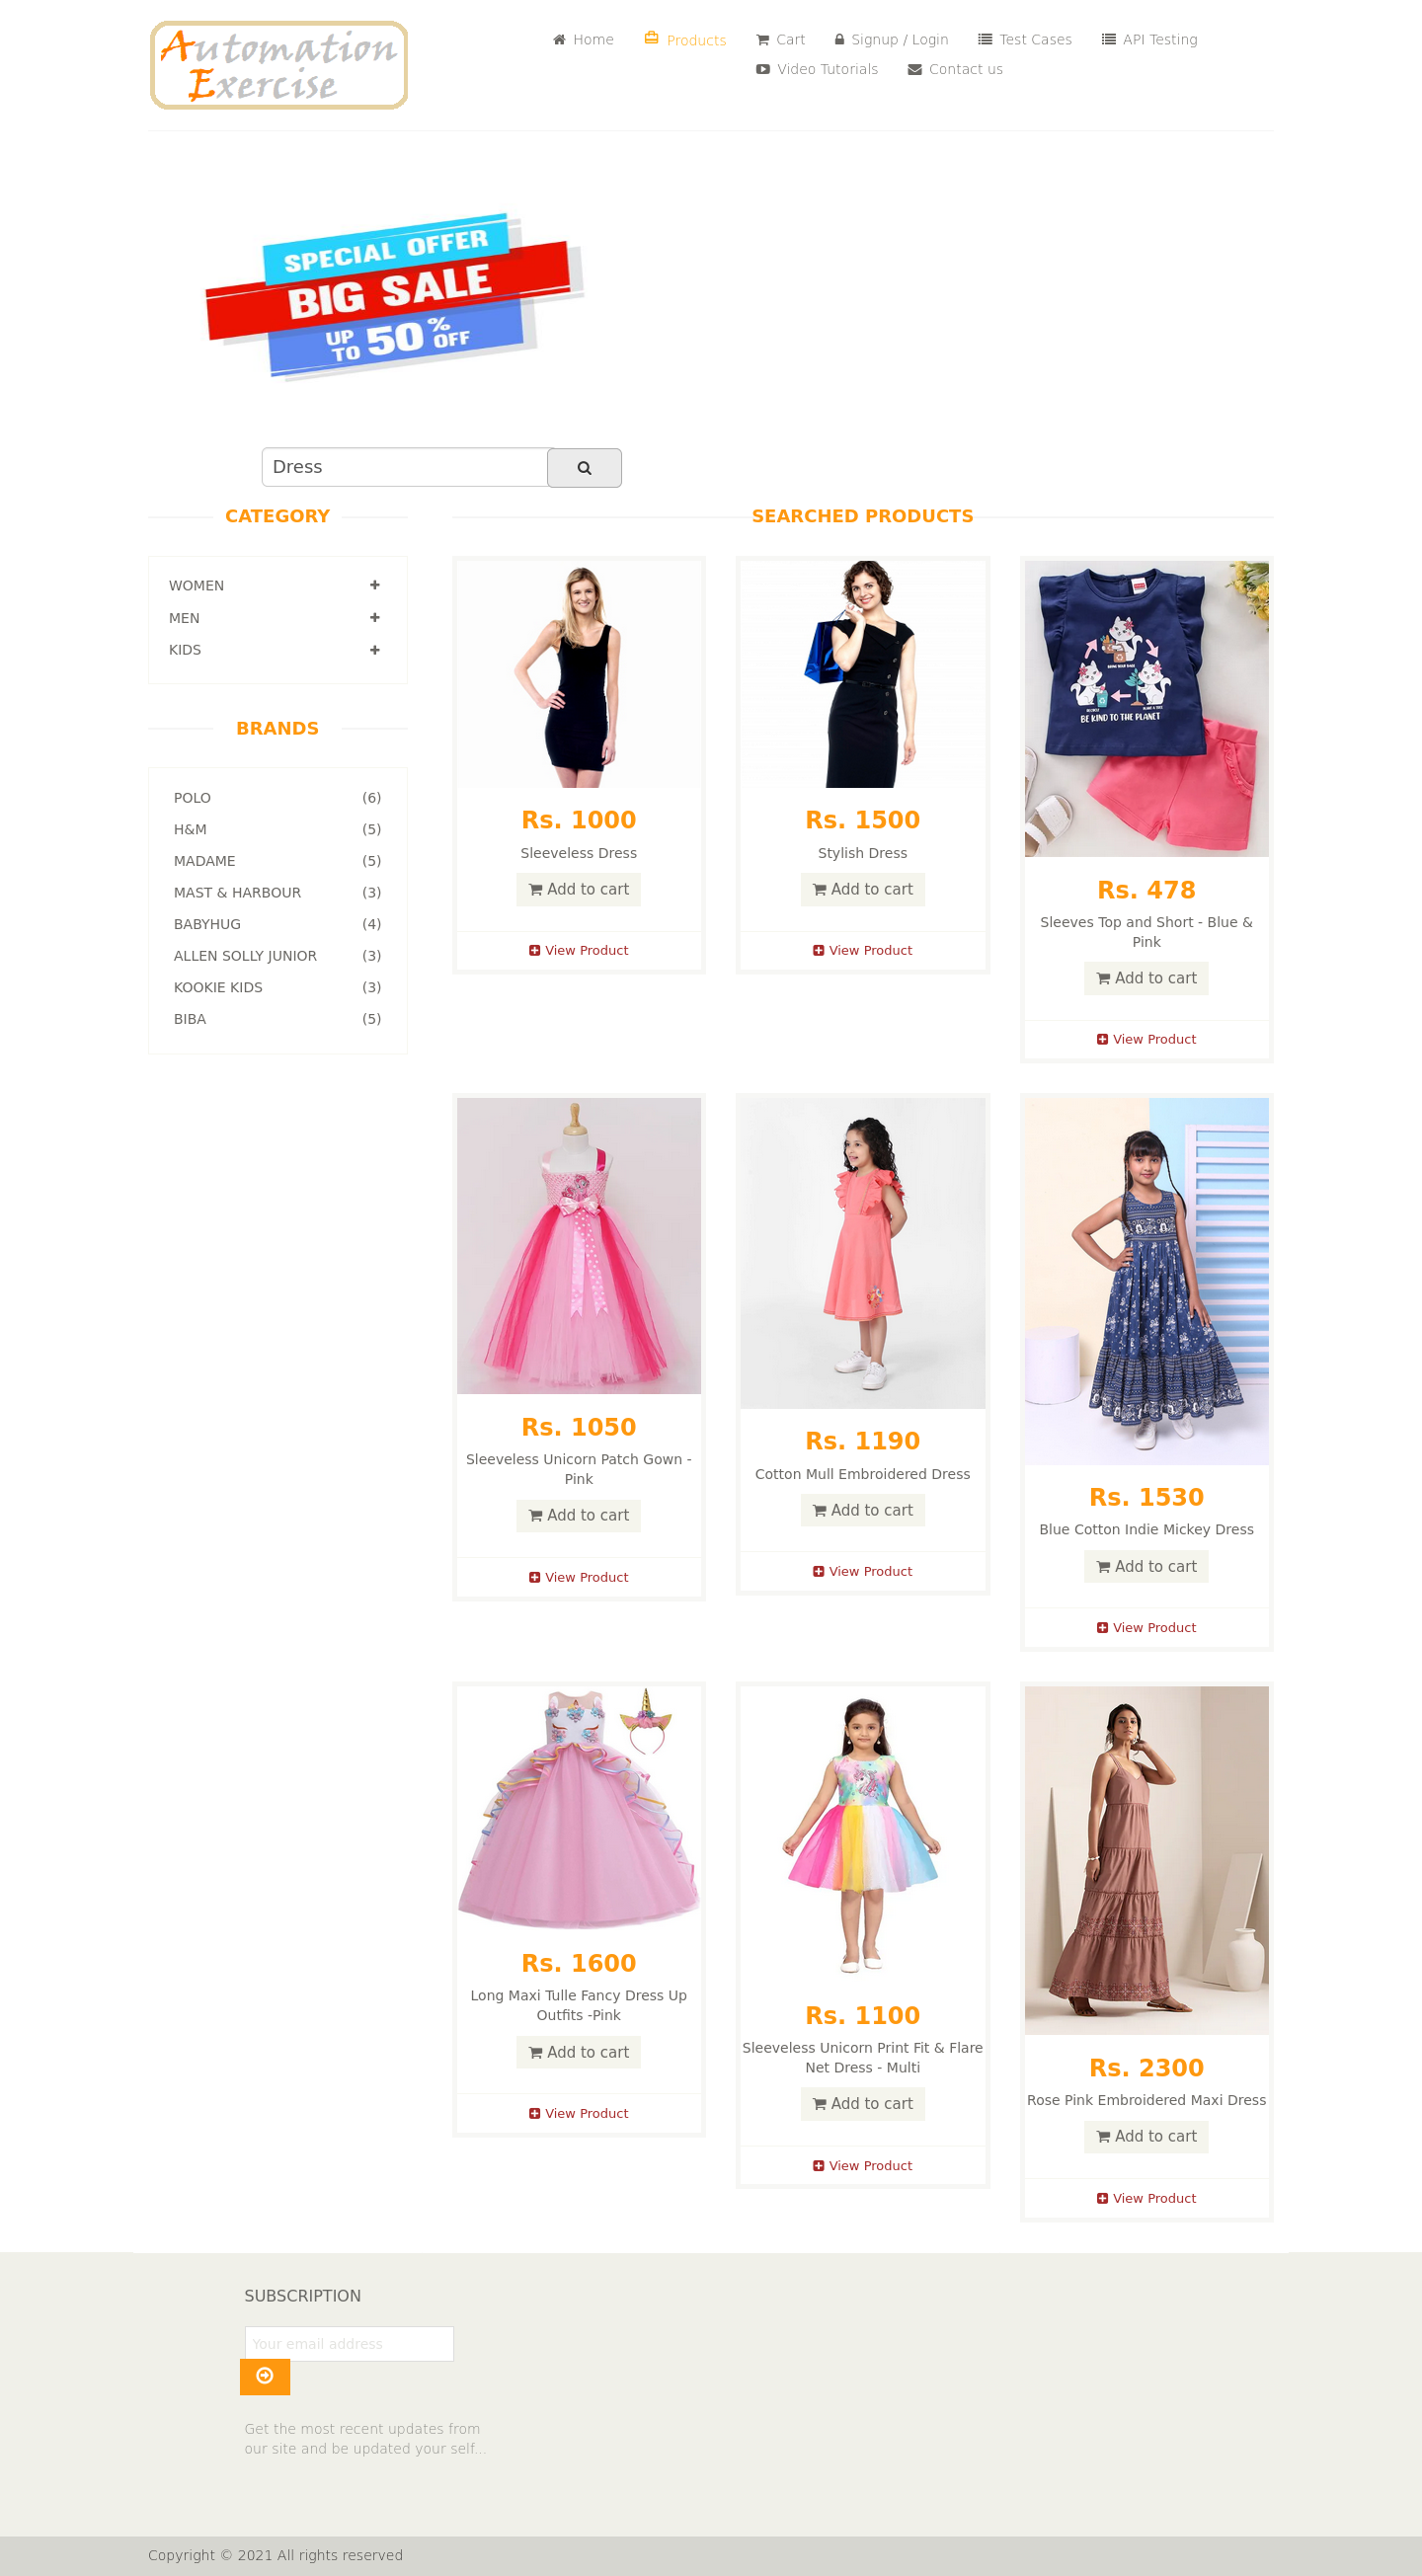 Automation
Exercise
Home
Products
Cart
Signup / Login
Test Cases
API Testing
Video Tutorials
Contact us
SPECIAL OFFER
BIG SALE
UP TO 50% OFF
Dress
CATEGORY
WOMEN
MEN
KIDS
BRANDS
POLO (6)
H&M (5)
MADAME (5)
MAST & HARBOUR (3)
BABYHUG (4)
ALLEN SOLLY JUNIOR (3)
KOOKIE KIDS (3)
BIBA (5)
SEARCHED PRODUCTS
Rs. 1000
Sleeveless Dress
Add to cart
View Product
Rs. 1500
Stylish Dress
Add to cart
View Product
BE KIND TO THE PLANET
Rs. 478
Sleeves Top and Short - Blue &
Pink
Add to cart
View Product
Rs. 1050
Sleeveless Unicorn Patch Gown -
Pink
Add to cart
View Product
Rs. 1190
Cotton Mull Embroidered Dress
Add to cart
View Product
Rs. 1530
Blue Cotton Indie Mickey Dress
Add to cart
View Product
Rs. 1600
Long Maxi Tulle Fancy Dress Up
Outfits -Pink
Add to cart
View Product
Rs. 1100
Sleeveless Unicorn Print Fit & Flare
Net Dress - Multi
Add to cart
View Product
Rs. 2300
Rose Pink Embroidered Maxi Dress
Add to cart
View Product
SUBSCRIPTION
Your email address
Get the most recent updates from
our site and be updated your self...
Copyright © 2021 All rights reserved